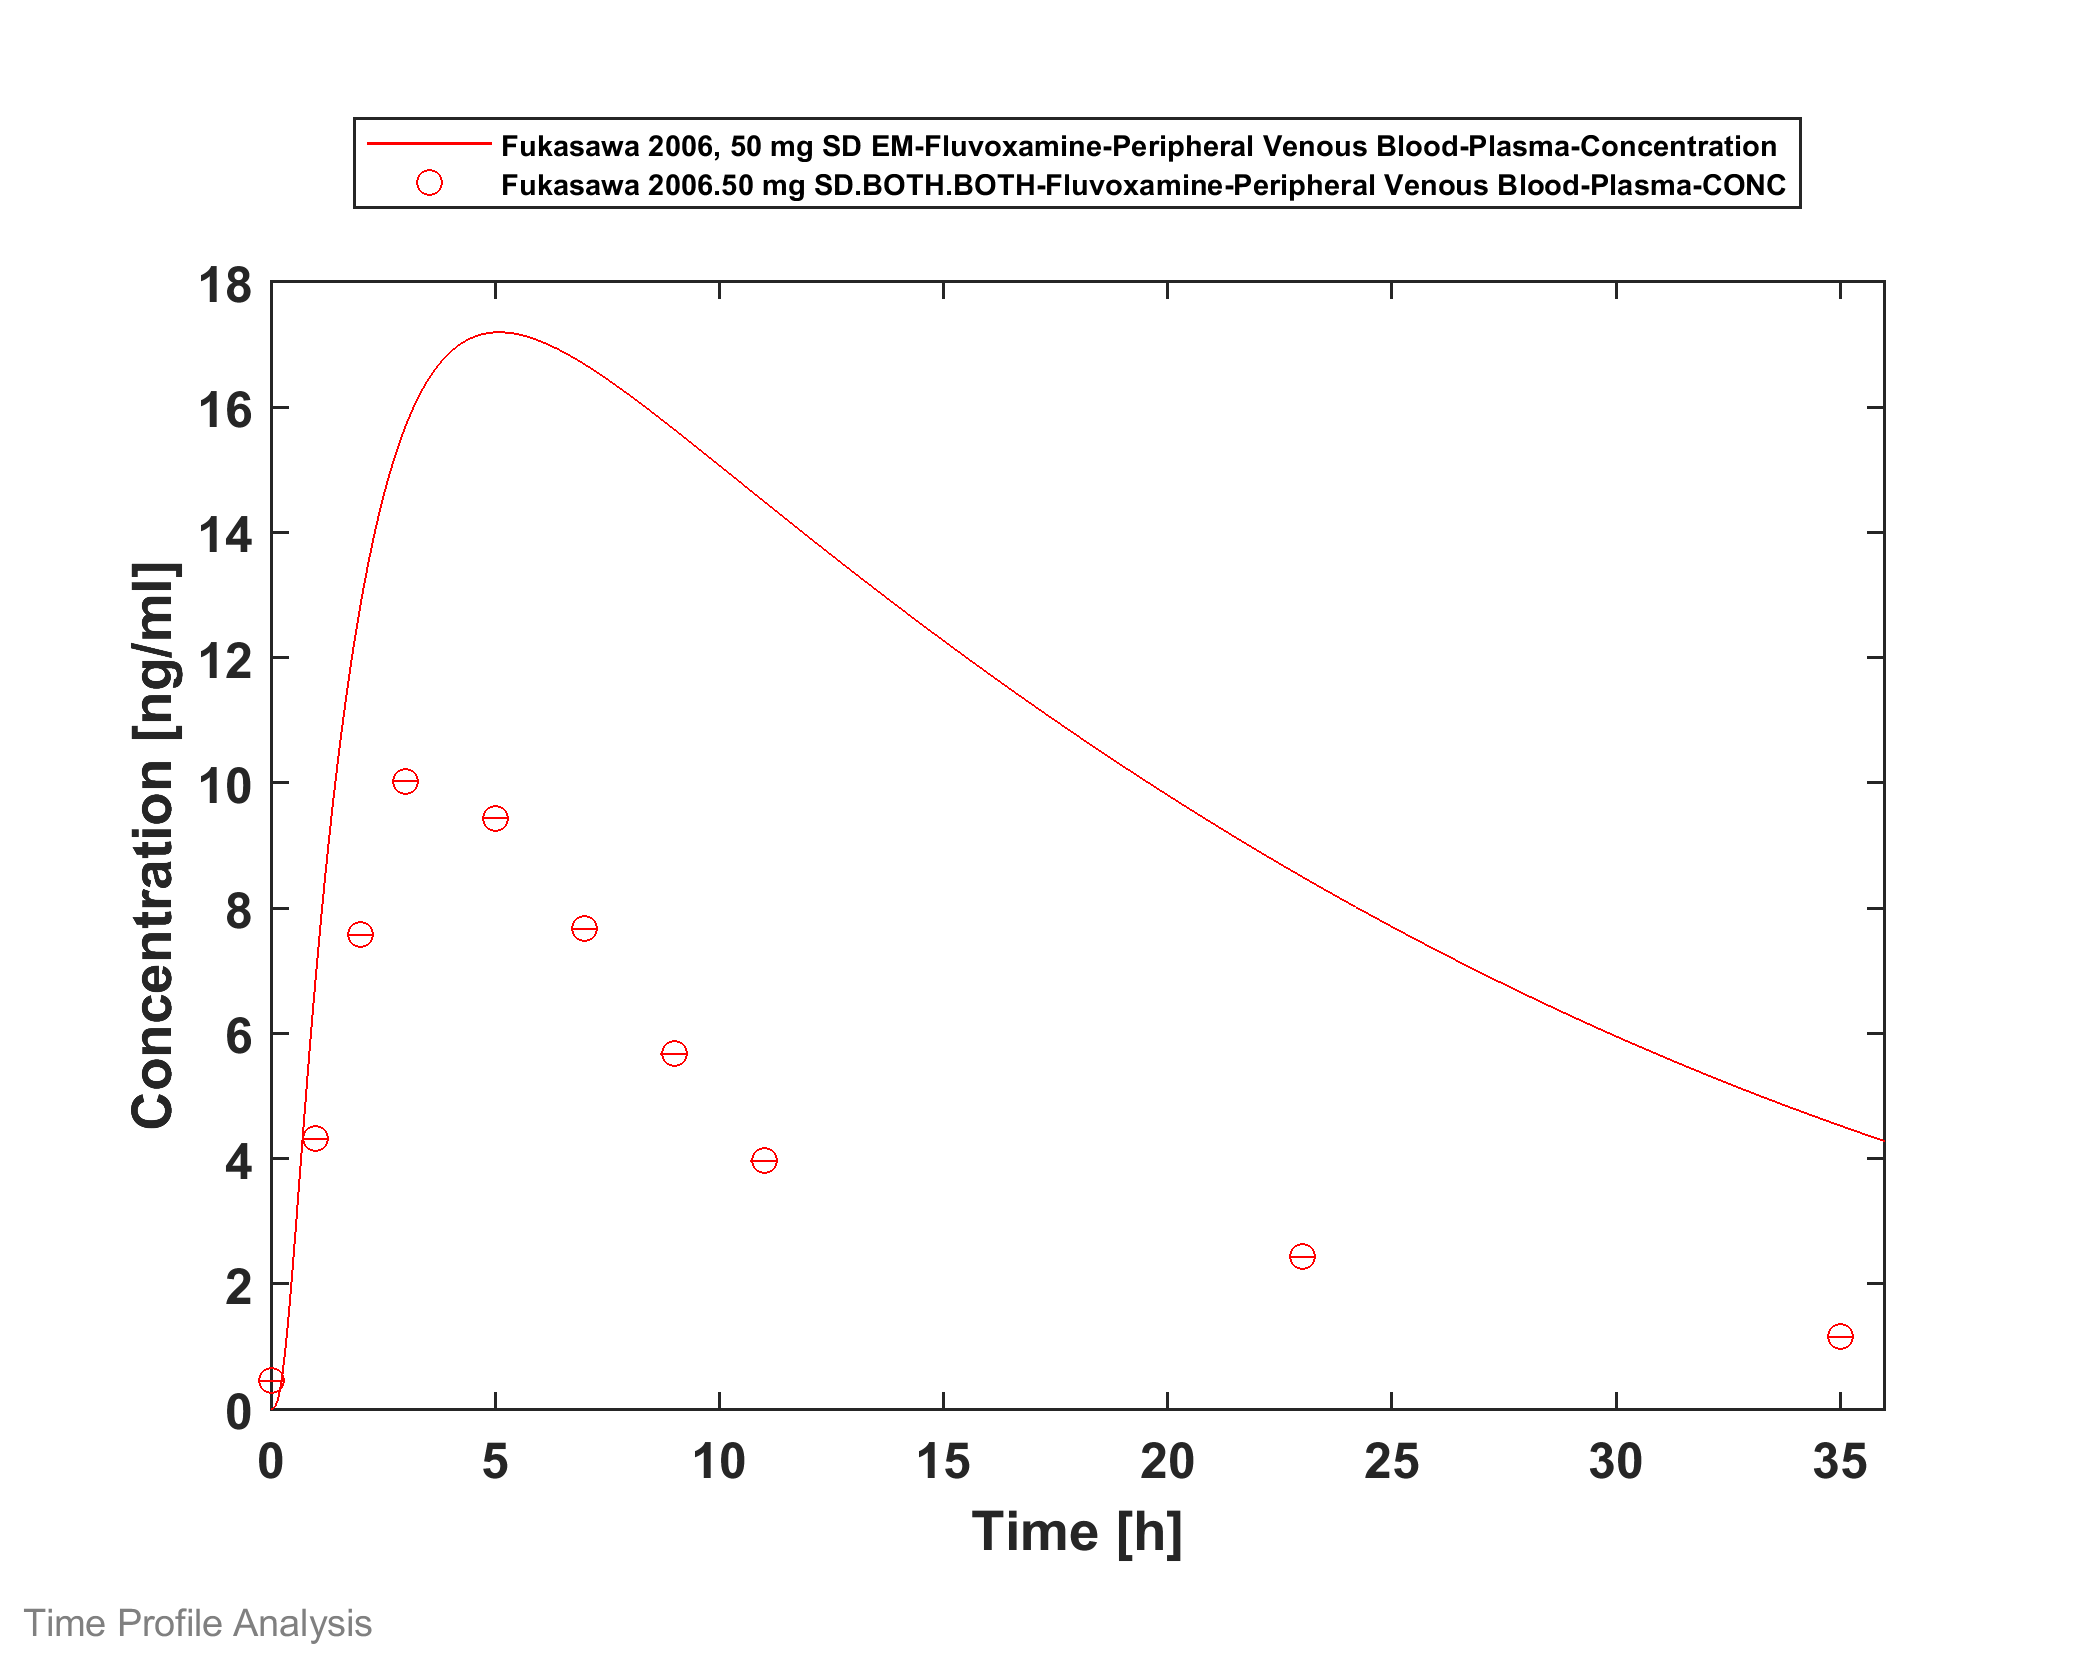 Fukasawa 2006, 50 mg SD EM-Fluvoxamine-Peripheral Venous Blood-Plasma-Concentration
Fukasawa 2006.50 mg SD.BOTH.BOTH-Fluvoxamine-Peripheral Venous Blood-Plasma-CONC
18
16
14
12
10
8
6
4
2
0
Concentration [ng/ml]
0 5 10 15 20 25 30 35
Time [h]
Time Profile Analysis